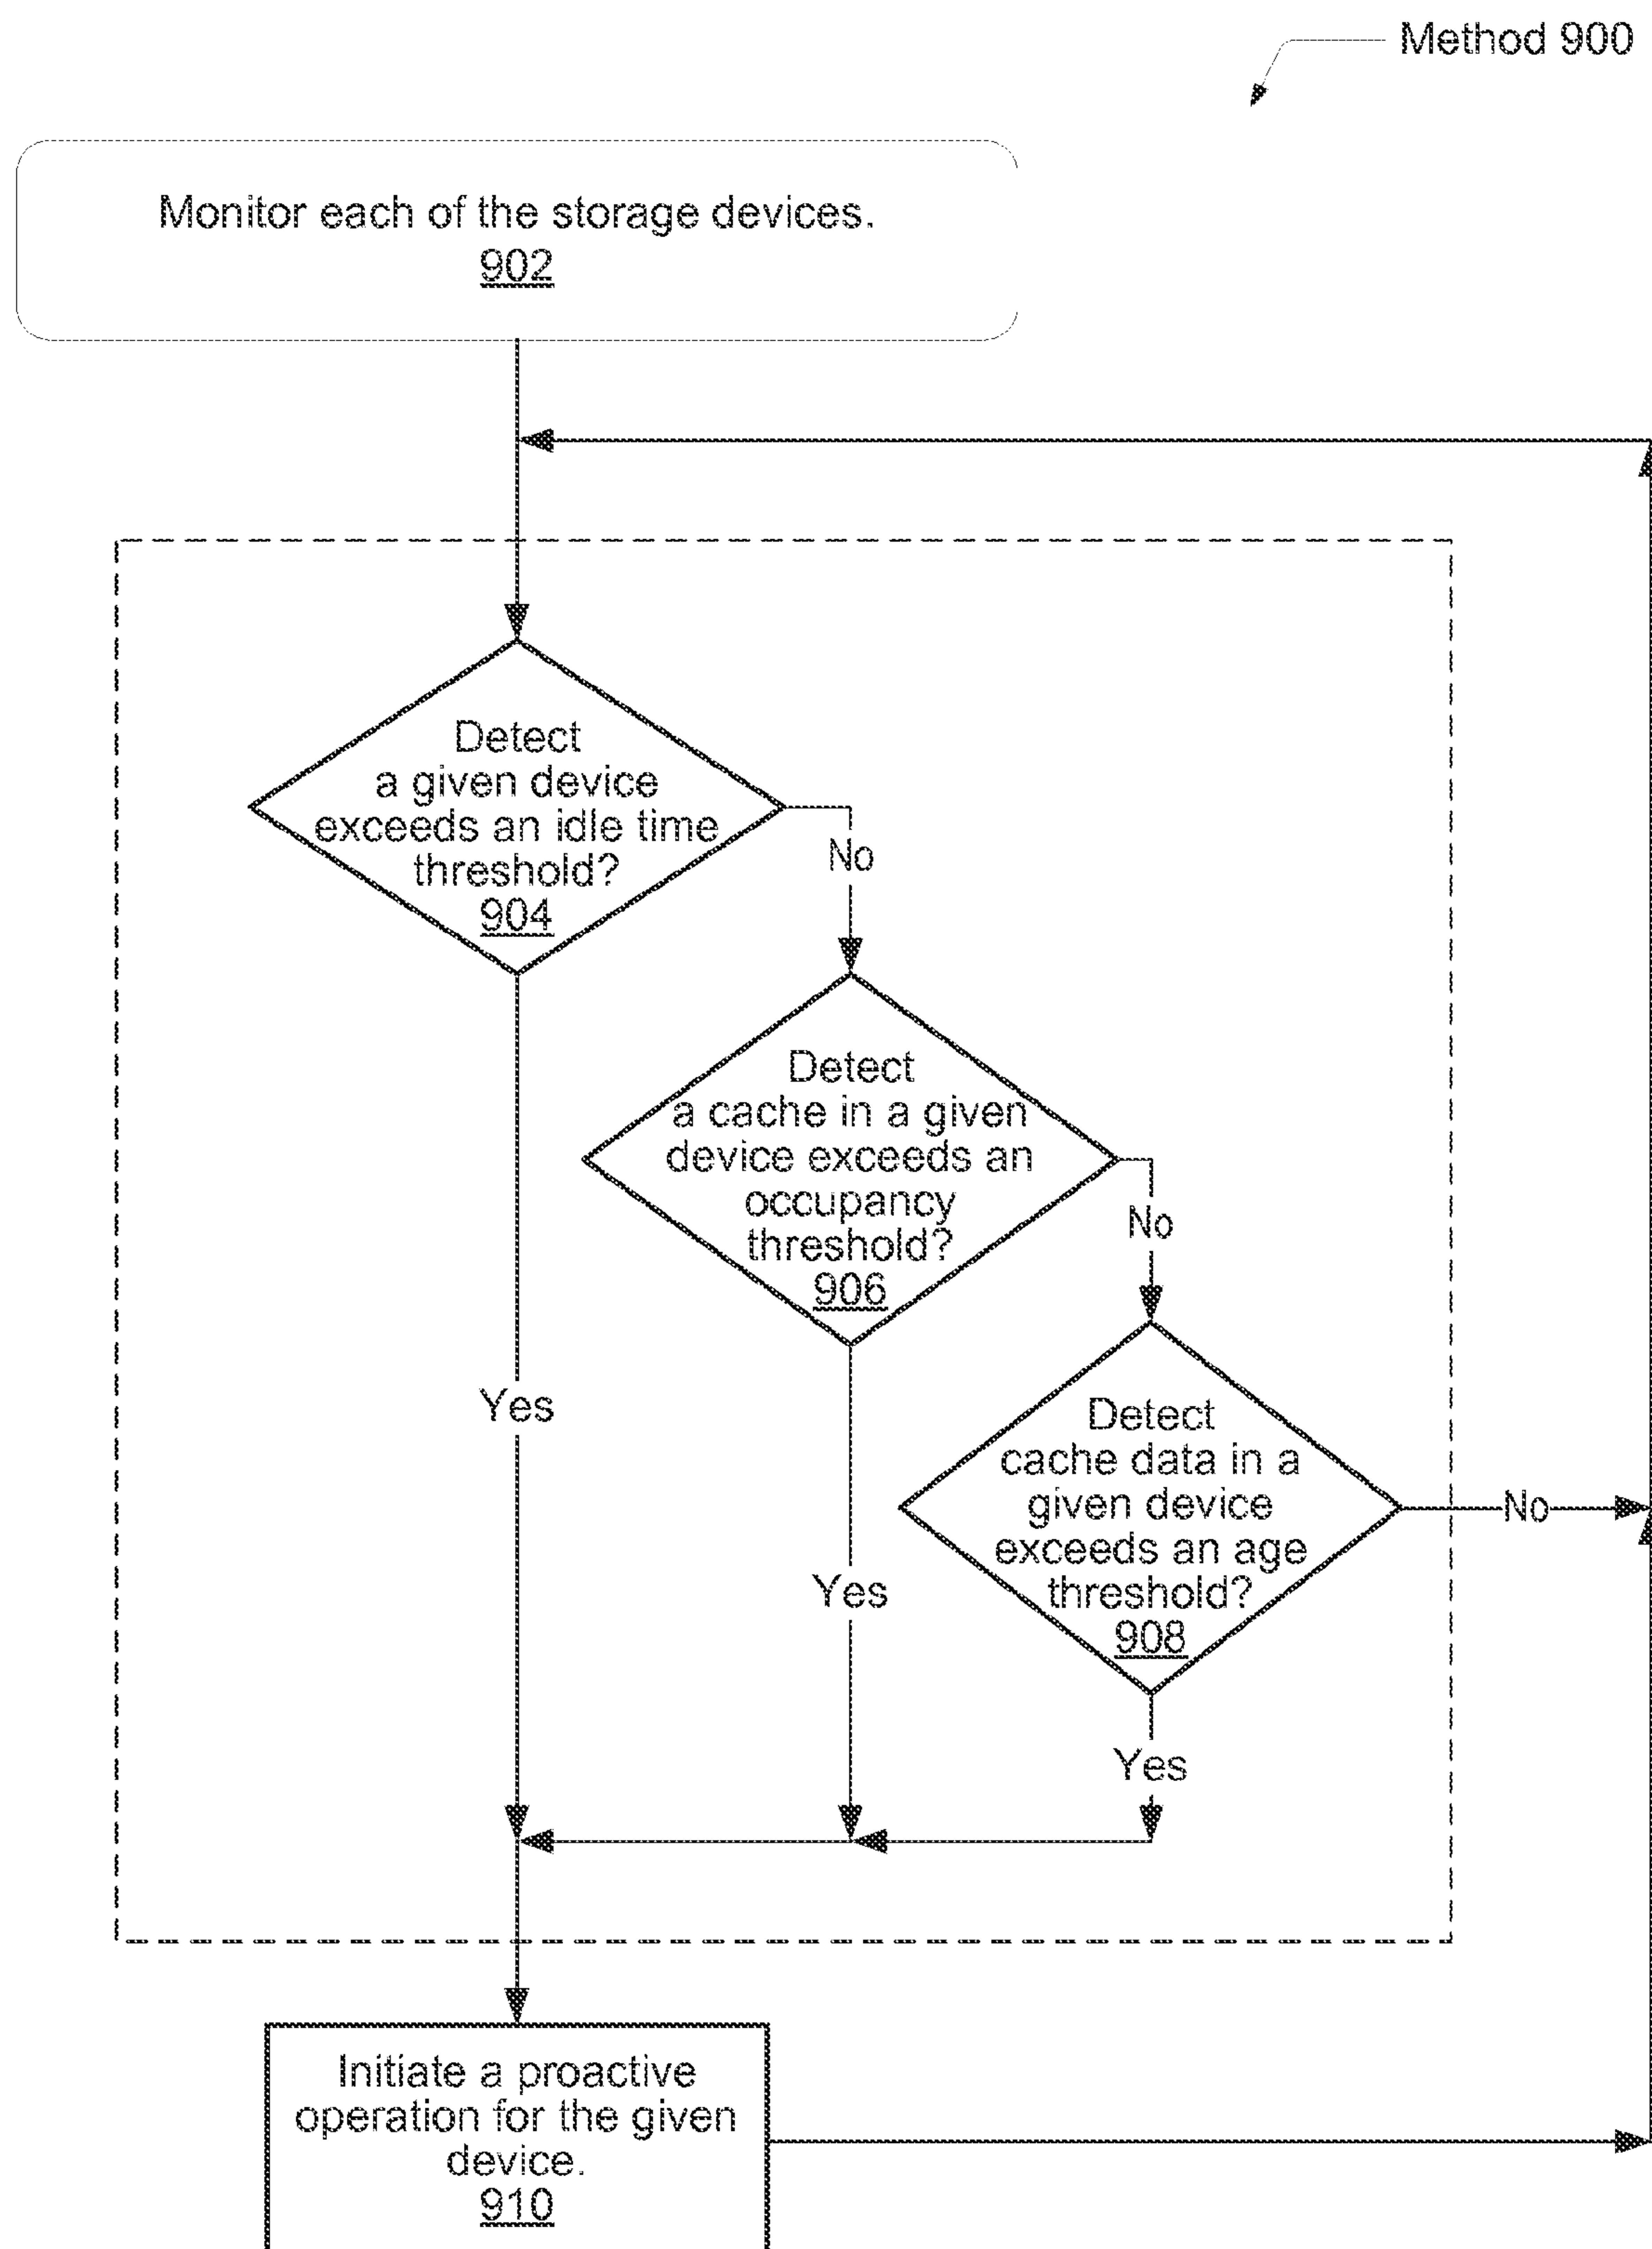 Method 900
Monitor each of the storage devices.
902
Detect
a given device
exceeds an idle time
threshold?
904
No
Detect
a cache in a given
device exceeds an
occupancy
threshold?
906
No
Detect
cache data in a
given device
exceeds an age
threshold?
908
No
Yes
Yes
Yes
Initiate a proactive
operation for the given
device.
910